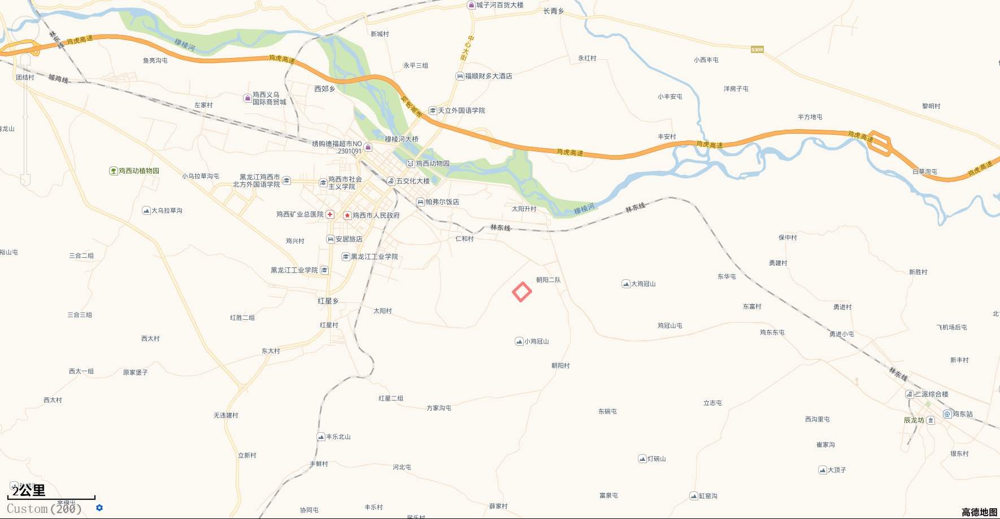 城子河百货大楼
长青乡
新城村
林东线
鸡虎高速
穆棱河
中心大街
S309
鸡虎高速
鱼亮沟屯
永红村
小西丰屯
永平三组
团结村
城鸡线
福顺财多大酒店
西郊乡
洋房子屯
鸡西义乌
国际商贸城
小丰安屯
左家村
鸡虎高速
黎明村
天立外国语学院
半方地屯
龙山
丰安村
鸡虎高速
穆棱河大桥
绣购德福超市NO
.2301091
鸡虎高速
鸡虎高速
鸡西动物园
鸡虎高速
鸡西动植物园
白草泡屯
小乌拉草沟屯
黑龙江鸡西市
北方外国语学院
鸡西市社会
主义学院
五交化大楼
帕弗尔饭店
大乌拉草沟
太阳升村
穆棱河
林东线
鸡西矿业总医院
鸡西市人民政府
林东线
安居旅店
仁和村
保中村
鸡兴村
裕山屯
三合二组
黑龙江工业学院
勇建村
黑龙江工业学院
新胜村
朝阳二队
东华屯
大鸡冠山
红星乡
太阳村
东富村
勇进村
三合三组
红胜二组
红星村
鸡冠山屯
飞机场后屯
鸡东东屯
勇进小屯
西太村
小鸡冠山
东太村
新丰村
朝阳村
西太一组
原家堡子
林东线
二派综合楼
西太村
红星二组
立志屯
方家沟屯
东碗屯
无违建村
鸡东站
西沟里屯
辰龙坊
丰乐北山
崔家沟
立新村
银东村
灯碗山
丰鲜村
河北屯
大顶子
2公里
富泉屯
缸窑沟
幸福屯
Custom(200)
丰乐村
薛家村
协同屯
居乐村
高德地图